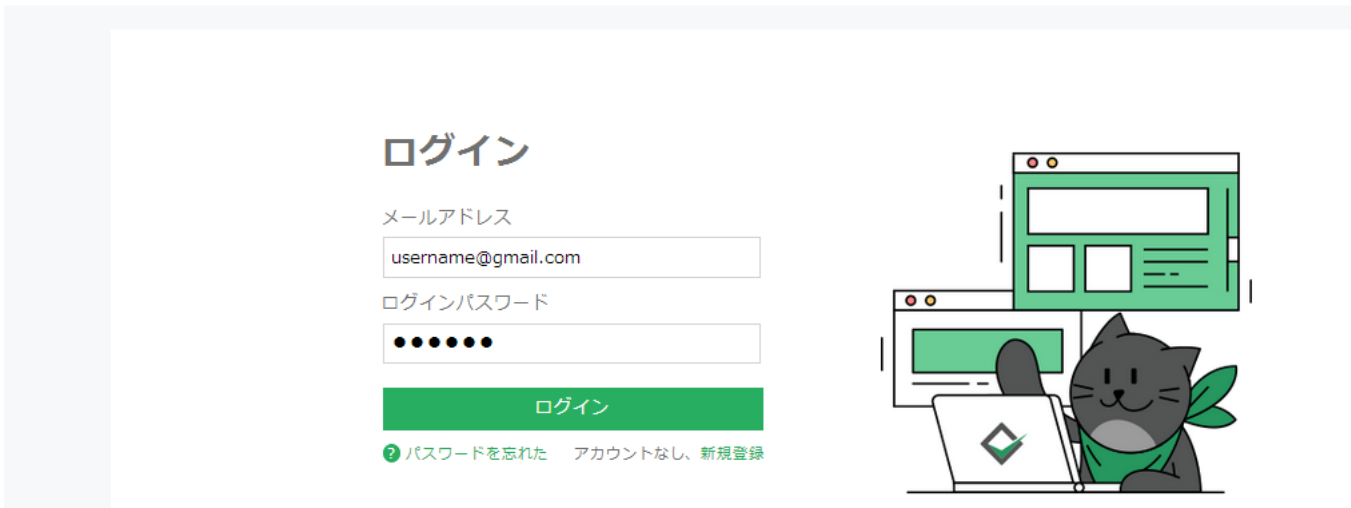 ログイン
メールアドレス
username@gmail.com
ログインパスワード
●●●●●●
ログイン
? パスワードを忘れた アカウントなし、新規登録